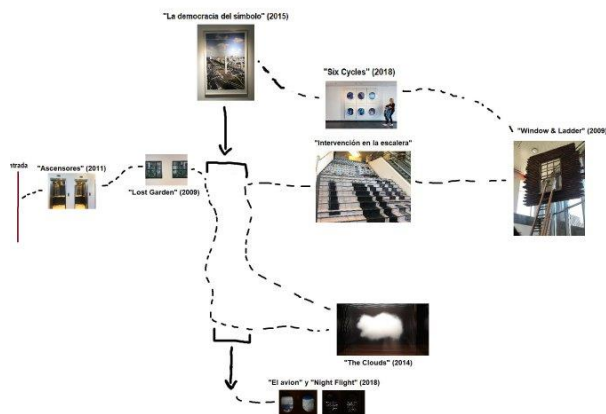 "La democracia del símbolo" (2015)
"Six Cycles" (2018)
"Window & Ladder" (2009)
"Intervención en la escalera"
ntrada
"Ascensores" (2011)
"Lost Garden" (2009)
"The Clouds" (2014)
"El avion" y "Night Flight" (2018)